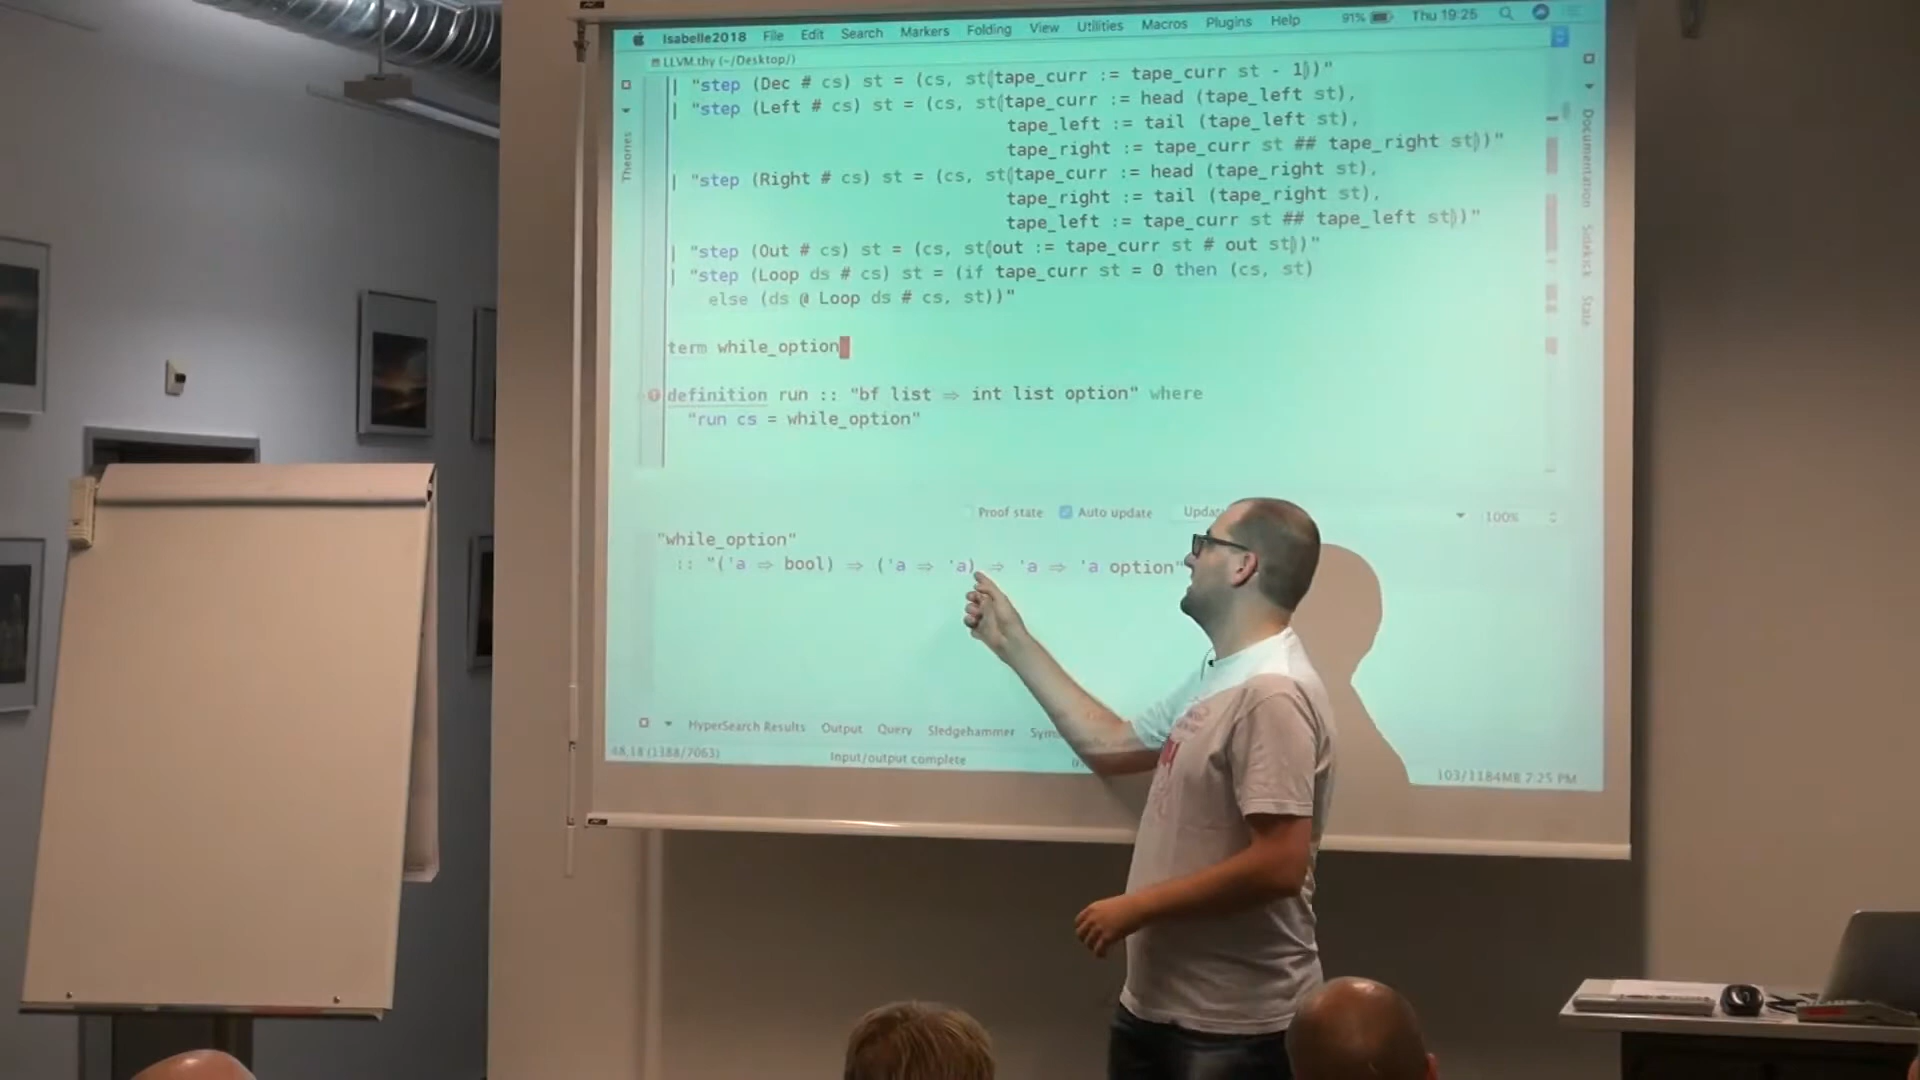 Isabelle2018 File Edit Search Markers Folding View Utilities Macros Plugins Help 91% Thu 19:25
LLVM.thy (~/Desktop/)
| "step (Dec # cs) st = (cs, st⦇tape_curr := tape_curr st - 1⦈)"
| "step (Left # cs) st = (cs, st⦇tape_curr := head (tape_left st),
tape_left := tail (tape_left st),
tape_right := tape_curr st ## tape_right st⦈)"
| "step (Right # cs) st = (cs, st⦇tape_curr := head (tape_right st),
tape_right := tail (tape_right st),
tape_left := tape_curr st ## tape_left st⦈)"
| "step (Out # cs) st = (cs, st⦇out := tape_curr st # out st⦈)"
| "step (Loop ds # cs) st = (if tape_curr st = 0 then (cs, st)
else (ds @ Loop ds # cs, st))"
term while_option
definition run :: "bf list ⇒ int list option" where
"run cs = while_option"
Theories
Documentation
Sidekick
State
Proof state Auto update 100%
"while_option"
:: "('a ⇒ bool) ⇒ ('a ⇒ 'a) ⇒ 'a ⇒ 'a option"
HyperSearch Results Output Query Sledgehammer
48,18 (1188/7063) Input/output complete 103/1184MB 7:25 PM